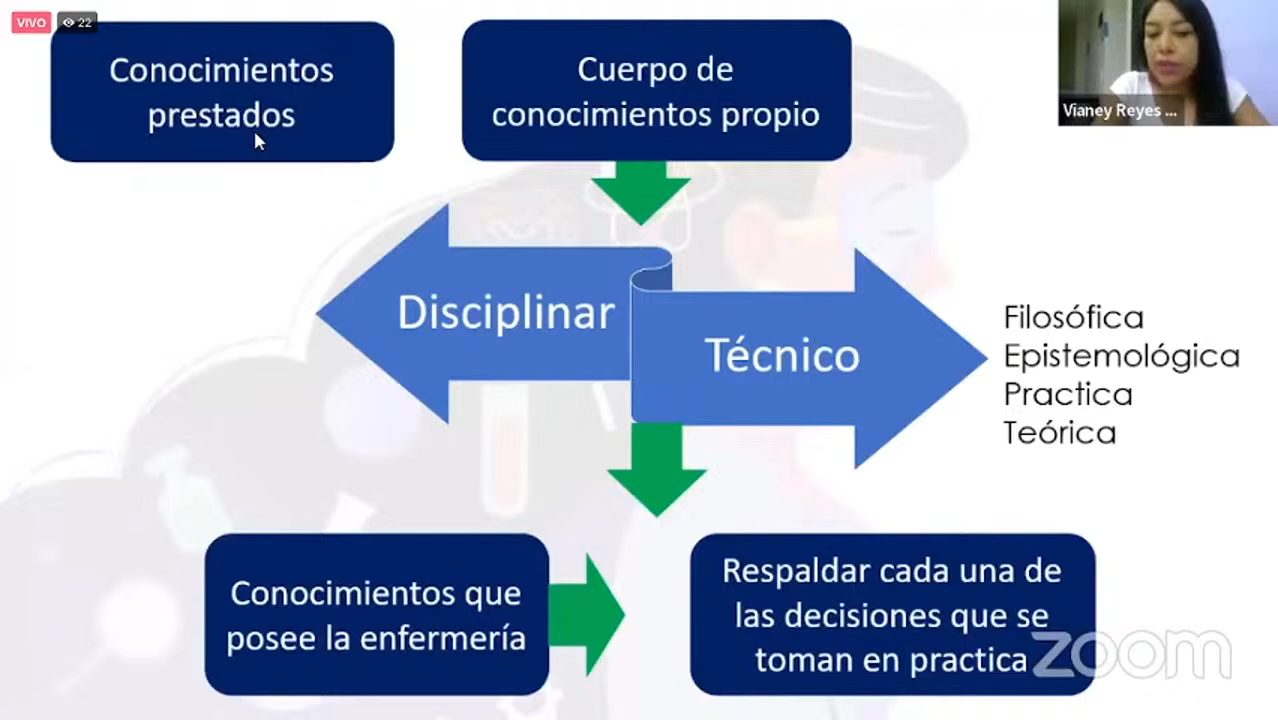 VIVO 22
Conocimientos
prestados
Cuerpo de
conocimientos propio
Vianey Reyes ...
Disciplinar
Técnico
Filosófica
Epistemológica
Practica
Teórica
Conocimientos que
posee la enfermería
Respaldar cada una de
las decisiones que se
toman en practica
zoom